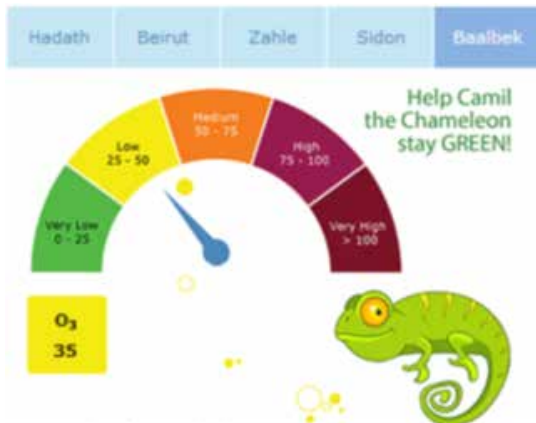 Hadath
Beirut
Zahle
Sidon
Baalbek
Help Camil
the Chameleon
stay GREEN!
Very Low
0 - 25
Low
25 - 50
Medium
50 - 75
High
75 - 100
Very High
> 100
O₃
35